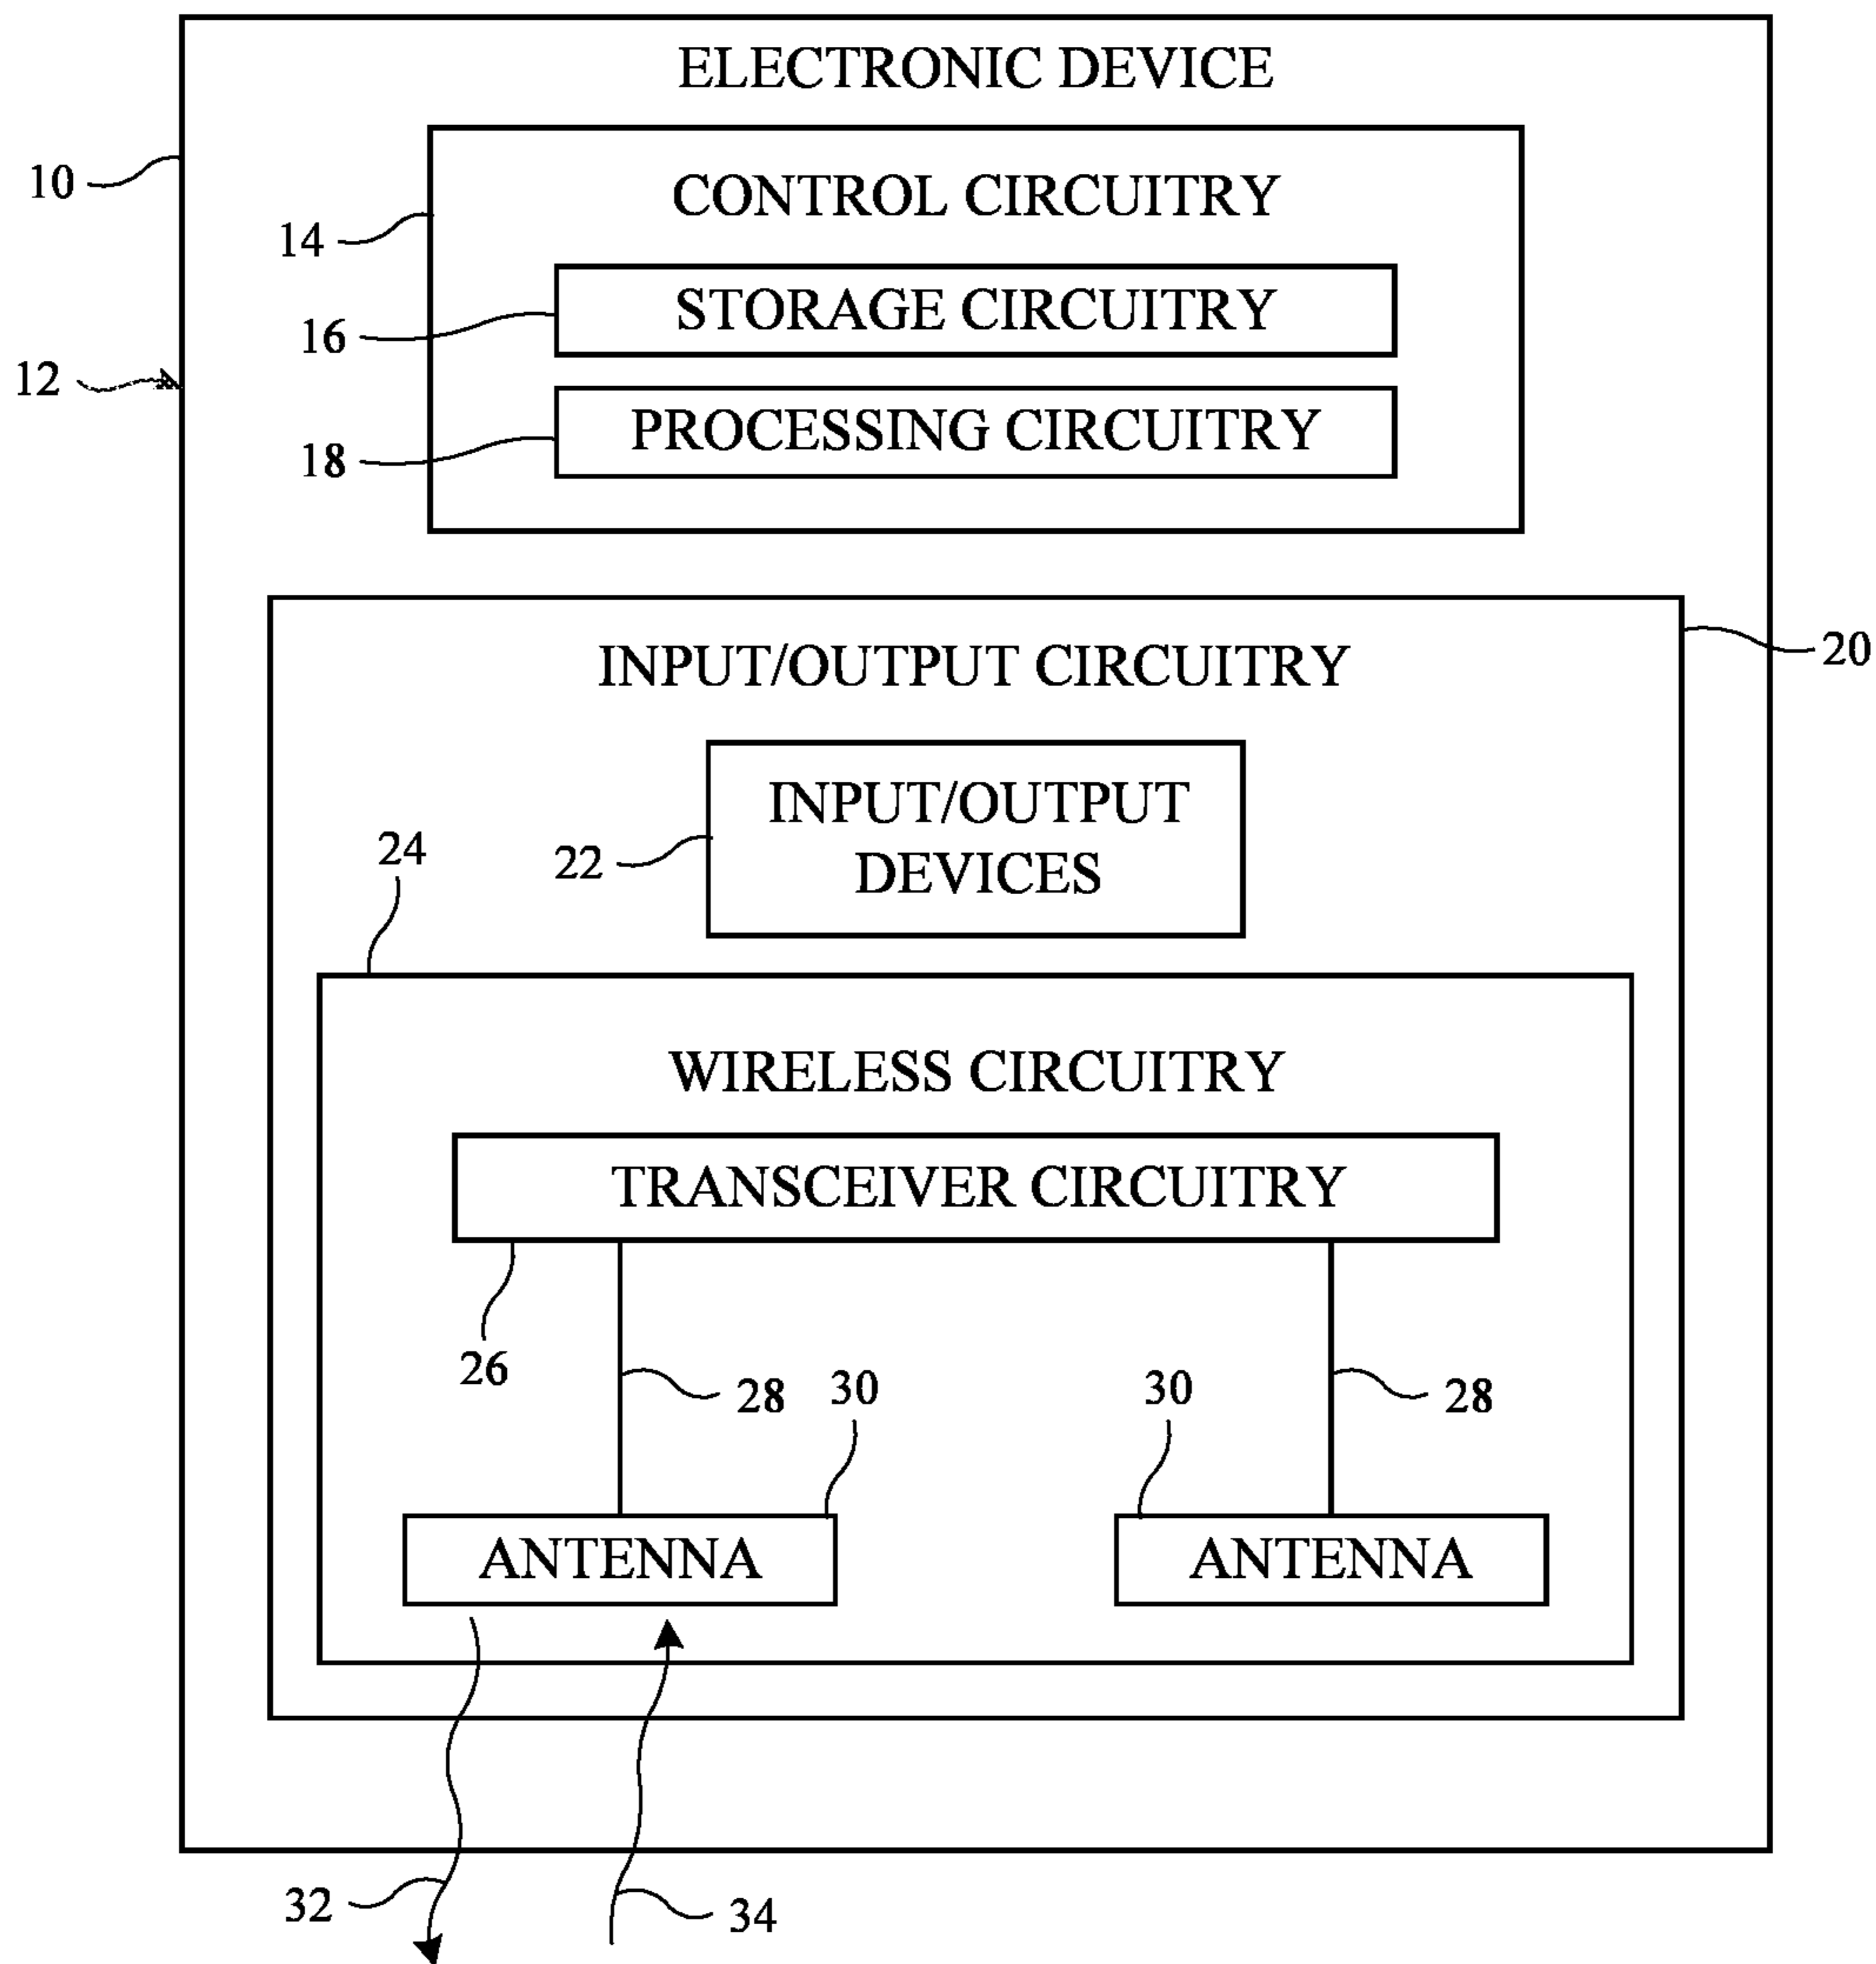 ELECTRONIC DEVICE
10
CONTROL CIRCUITRY
14
STORAGE CIRCUITRY
16
12
PROCESSING CIRCUITRY
18
INPUT/OUTPUT CIRCUITRY
20
INPUT/OUTPUT
DEVICES
22
24
WIRELESS CIRCUITRY
TRANSCEIVER CIRCUITRY
26
28
30
30
28
ANTENNA
ANTENNA
32
34